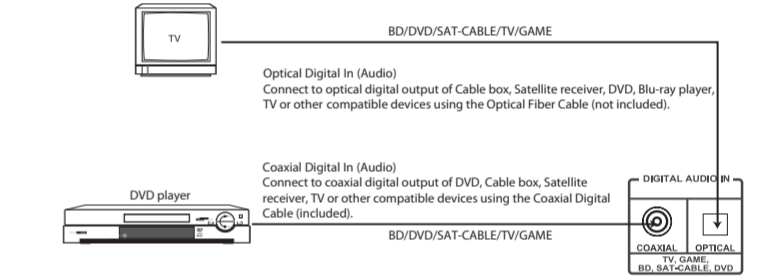 TV
BD/DVD/SAT-CABLE/TV/GAME
Optical Digital In (Audio)
Connect to optical digital output of Cable box, Satellite receiver, DVD, Blu-ray player,
TV or other compatible devices using the Optical Fiber Cable (not included).
Coaxial Digital In (Audio)
Connect to coaxial digital output of DVD, Cable box, Satellite
receiver, TV or other compatible devices using the Coaxial Digital
Cable (included).
DVD player
BD/DVD/SAT-CABLE/TV/GAME
DIGITAL AUDIO IN
COAXIAL OPTICAL
TV, GAME,
BD, SAT-CABLE, DVD